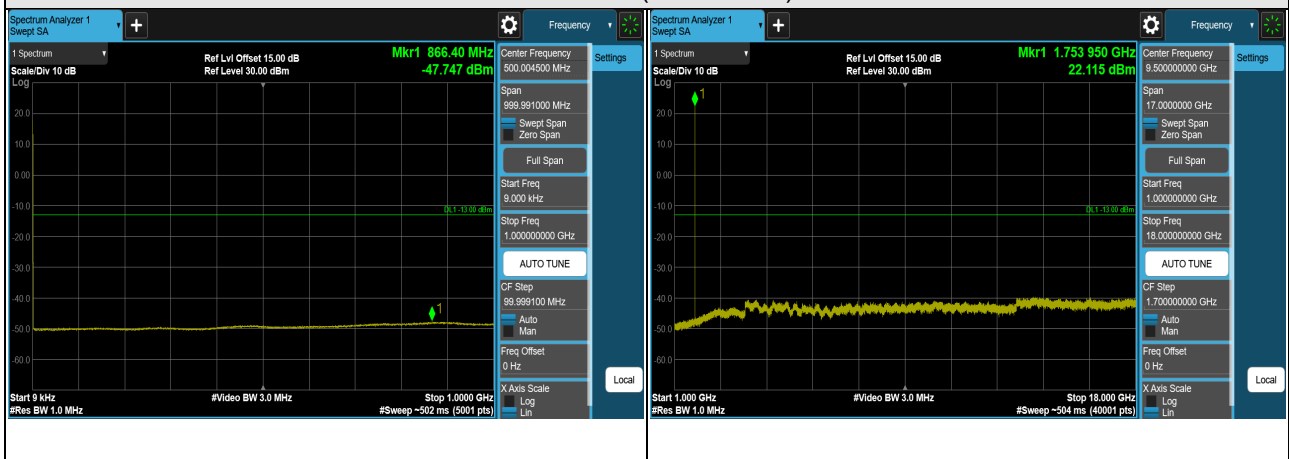 Spectrum Analyzer 1
Swept SA
+
Frequency
1 Spectrum
Scale/Div 10 dB
Log
Ref Lvl Offset 15.00 dB
Ref Level 30.00 dBm
Mkr1 866.40 MHz
-47.747 dBm
20.0
10.0
0.00
-10.0
-20.0
-30.0
-40.0
-50.0
-60.0
1
DL1 -13.00 dBm
Start 9 kHz
#Res BW 1.0 MHz
#Video BW 3.0 MHz
Stop 1.0000 GHz
#Sweep ~502 ms (5001 pts)
Center Frequency
500.004500 MHz
Span
999.991000 MHz
Swept Span
Zero Span
Full Span
Start Freq
9.000 kHz
Stop Freq
1.000000000 GHz
AUTO TUNE
CF Step
99.999100 MHz
Auto
Man
Freq Offset
0 Hz
X Axis Scale
Log
Lin
Settings
Local
Spectrum Analyzer 1
Swept SA
+
Frequency
1 Spectrum
Scale/Div 10 dB
Log
Ref Lvl Offset 15.00 dB
Ref Level 30.00 dBm
Mkr1 1.753 950 GHz
22.115 dBm
20.0
10.0
0.00
-10.0
-20.0
-30.0
-40.0
-50.0
-60.0
1
DL1 -13.00 dBm
Start 1.000 GHz
#Res BW 1.0 MHz
#Video BW 3.0 MHz
Stop 18.000 GHz
#Sweep ~504 ms (40001 pts)
Center Frequency
9.500000000 GHz
Span
17.0000000 GHz
Swept Span
Zero Span
Full Span
Start Freq
1.000000000 GHz
Stop Freq
18.000000000 GHz
AUTO TUNE
CF Step
1.700000000 GHz
Auto
Man
Freq Offset
0 Hz
X Axis Scale
Log
Lin
Settings
Local